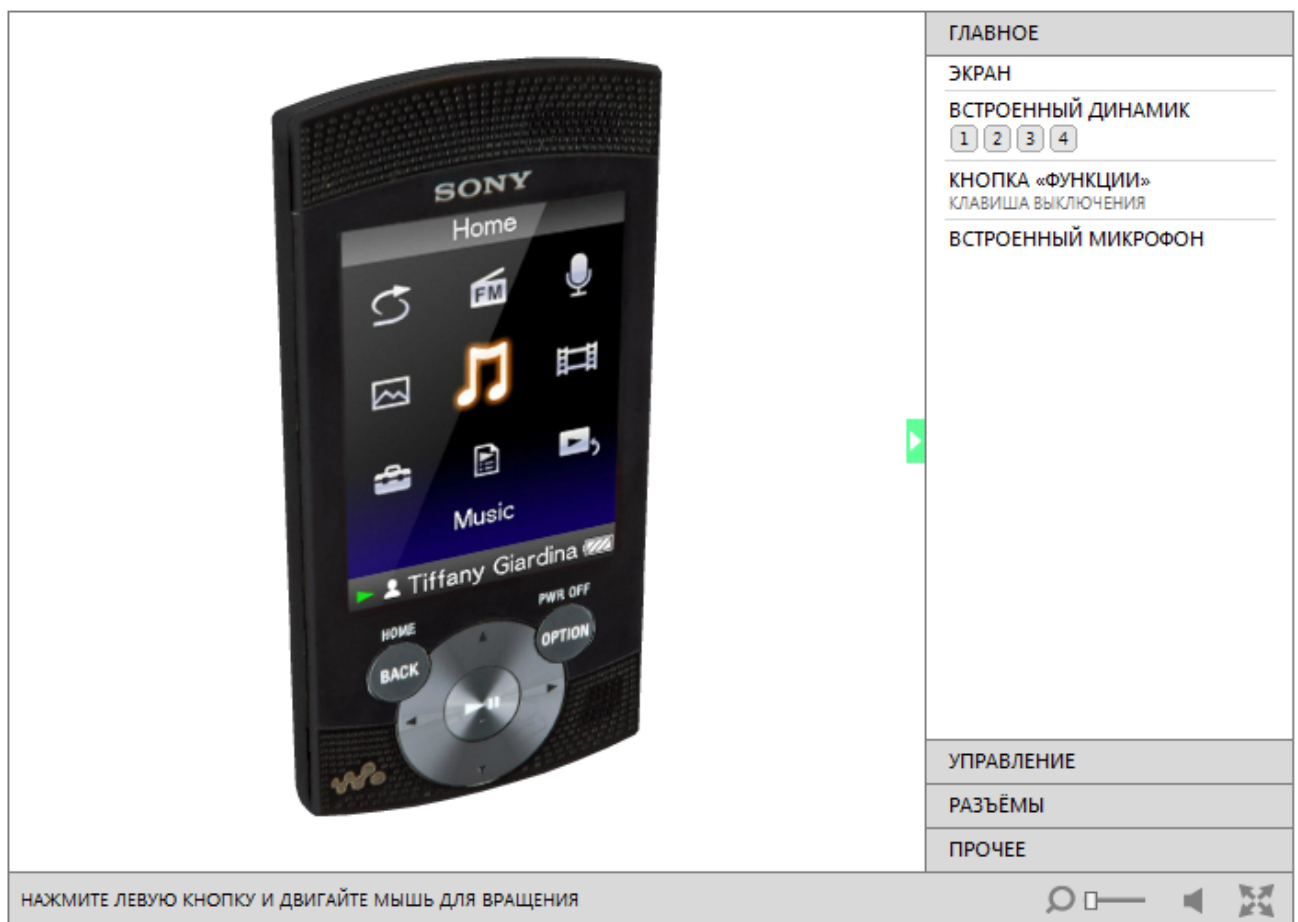 SONY
Home
FM
Music
Tiffany Giardina
HOME
BACK
PWR OFF
OPTION
ГЛАВНОЕ
ЭКРАН
ВСТРОЕННЫЙ ДИНАМИК
1 2 3 4
КНОПКА «ФУНКЦИИ»
КЛАВИША ВЫКЛЮЧЕНИЯ
ВСТРОЕННЫЙ МИКРОФОН
УПРАВЛЕНИЕ
РАЗЪЁМЫ
ПРОЧЕЕ
НАЖМИТЕ ЛЕВУЮ КНОПКУ И ДВИГАЙТЕ МЫШЬ ДЛЯ ВРАЩЕНИЯ